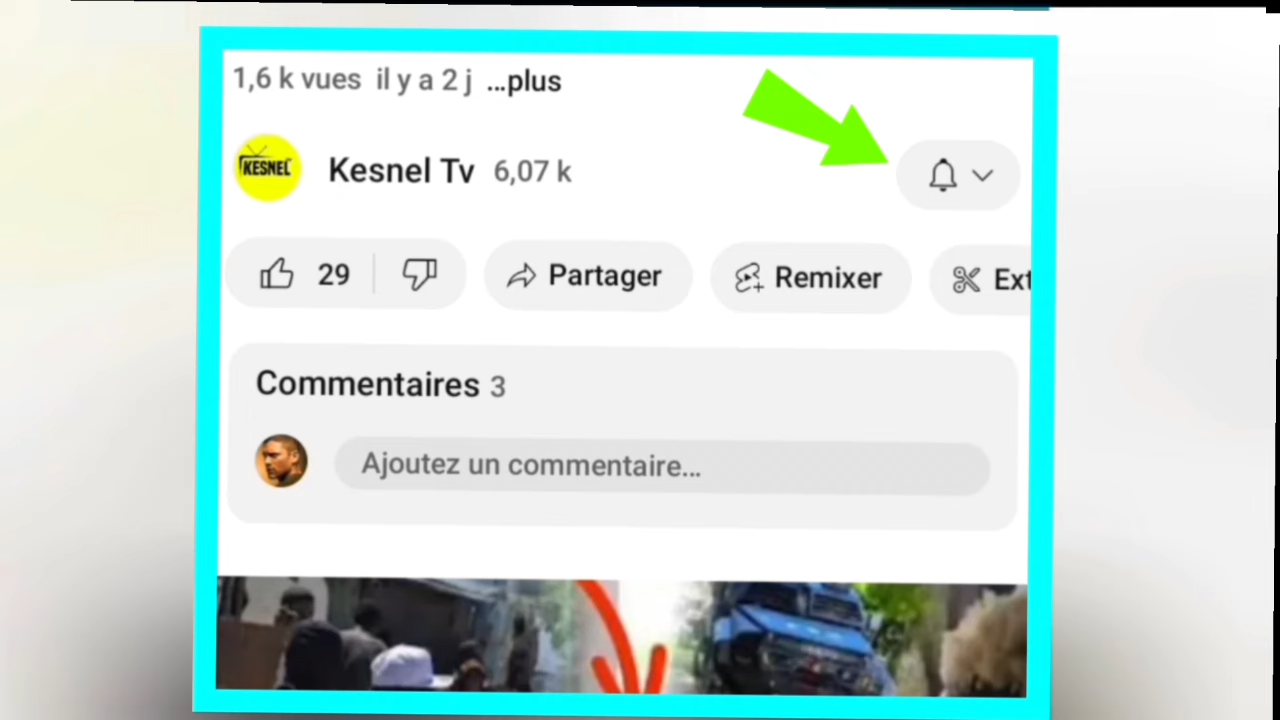 1,6 k vues il y a 2 j ...plus
KESNEL
Kesnel Tv 6,07 k
29 Partager Remixer Ext
Commentaires 3
Ajoutez un commentaire...